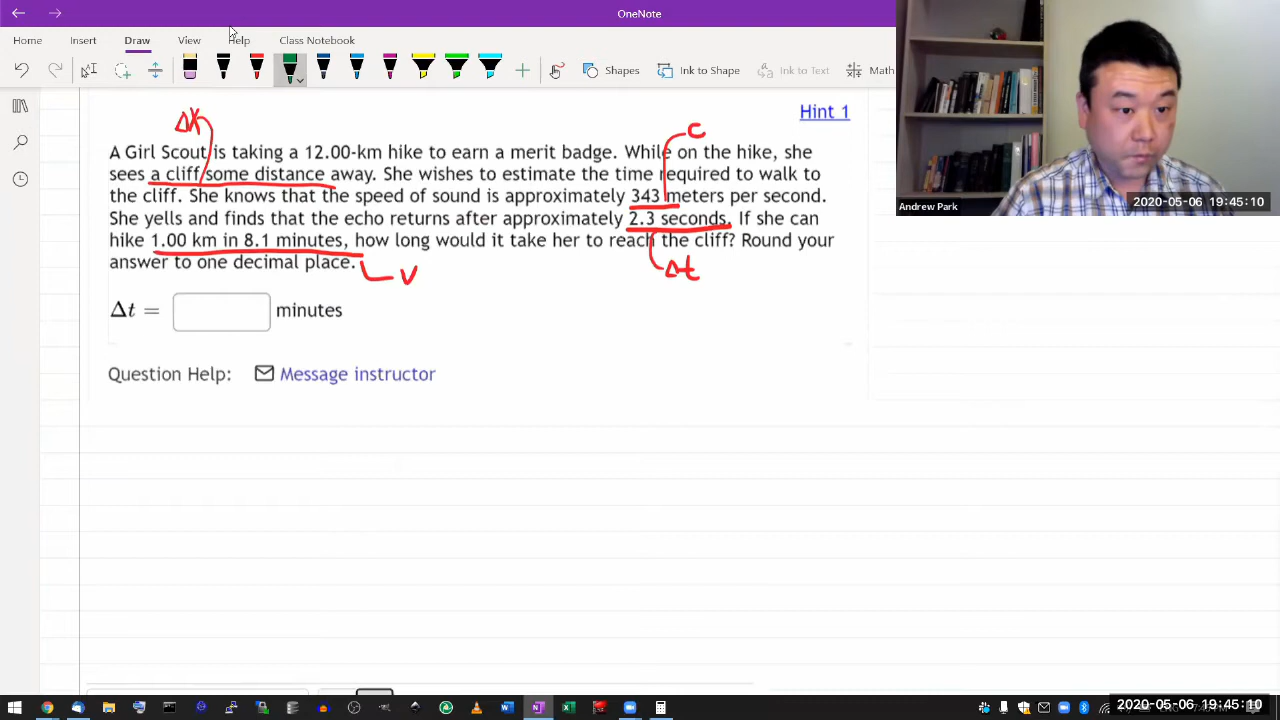 OneNote
Home Insert Draw View Help Class Notebook
Shapes Ink to Shape Ink to Text Math
Hint 1
Δx
c
A Girl Scout is taking a 12.00-km hike to earn a merit badge. While on the hike, she
sees a cliff some distance away. She wishes to estimate the time required to walk to
the cliff. She knows that the speed of sound is approximately 343 meters per second.
She yells and finds that the echo returns after approximately 2.3 seconds. If she can
hike 1.00 km in 8.1 minutes, how long would it take her to reach the cliff? Round your
answer to one decimal place.
v
Δt
Δt = minutes
Question Help: Message instructor
Andrew Park
2020-05-06 19:45:10
2020-05-06 19:45:10